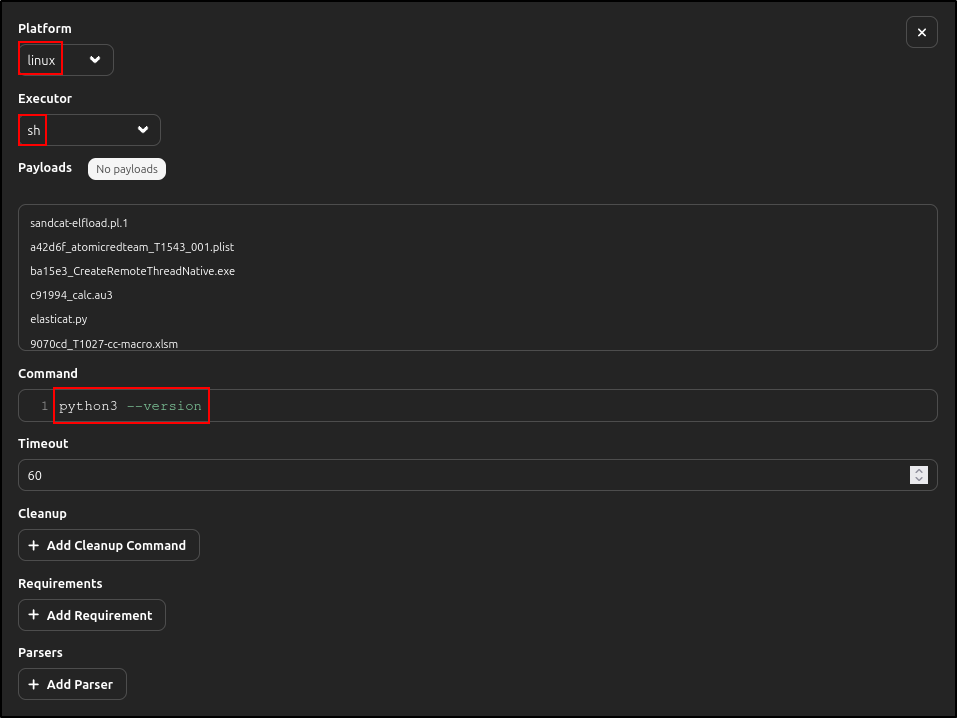 Platform
linux
Executor
sh
Payloads No payloads
sandcat-elfload.pl.1
a42d6f_atomicredteam_T1543_001.plist
ba15e3_CreateRemoteThreadNative.exe
c91994_calc.au3
elasticat.py
9070cd_T1027-cc-macro.xlsm
Command
1 python3 --version
Timeout
60
Cleanup
+ Add Cleanup Command
Requirements
+ Add Requirement
Parsers
+ Add Parser